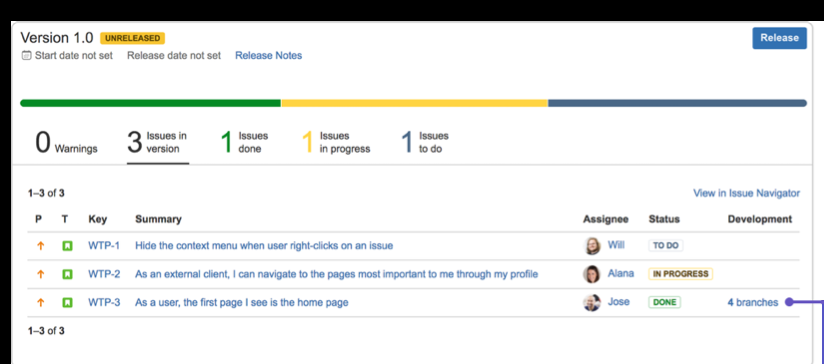 Version 1.0 UNRELEASED Release
Start date not set Release date not set Release Notes
0 Warnings 3 Issues in version 1 Issues done 1 Issues in progress 1 Issues to do
1–3 of 3 View in Issue Navigator
P T Key Summary Assignee Status Development
WTP-1 Hide the context menu when user right-clicks on an issue Will TO DO
WTP-2 As an external client, I can navigate to the pages most important to me through my profile Alana IN PROGRESS
WTP-3 As a user, the first page I see is the home page Jose DONE 4 branches
1–3 of 3